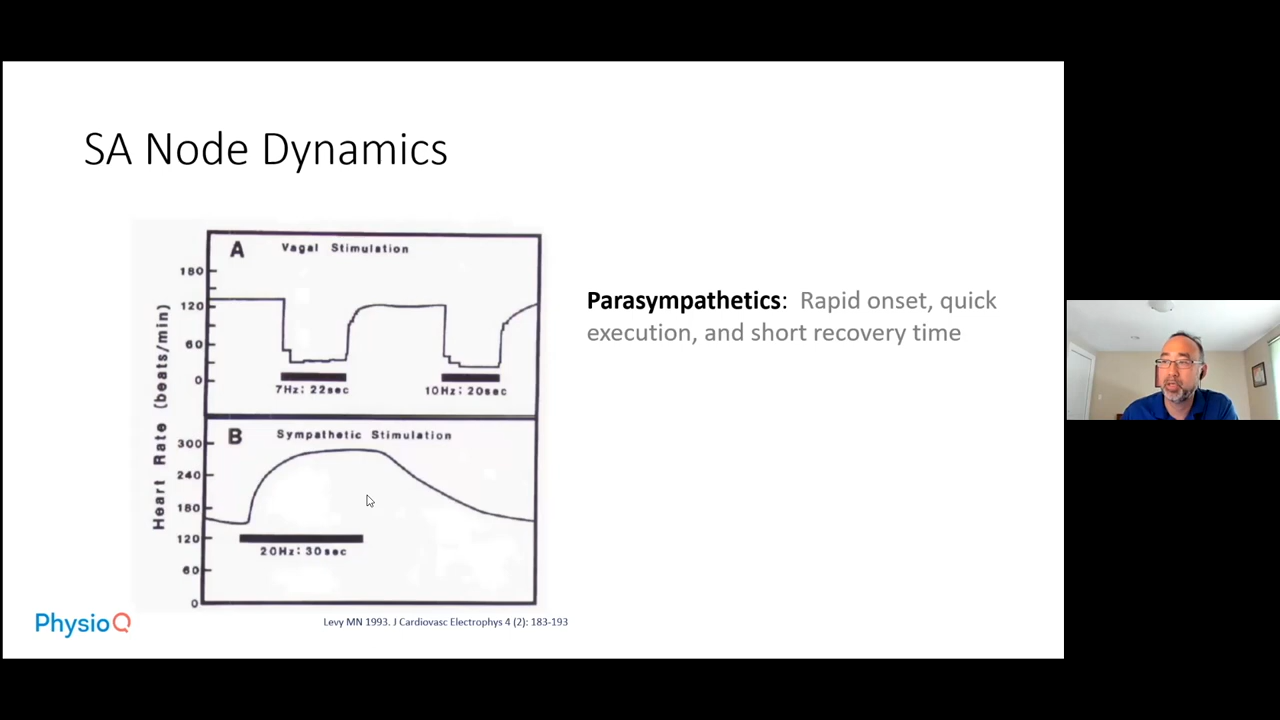 SA Node Dynamics
A Vagal Stimulation
180
120
60
0
7Hz: 22sec
10Hz: 20sec
Heart Rate (beats/min)
B Sympathetic Stimulation
300
240
180
120
60
0
20Hz: 30sec
Parasympathetics: Rapid onset, quick
execution, and short recovery time
PhysioQ
Levy MN 1993. J Cardiovasc Electrophys 4 (2): 183-193